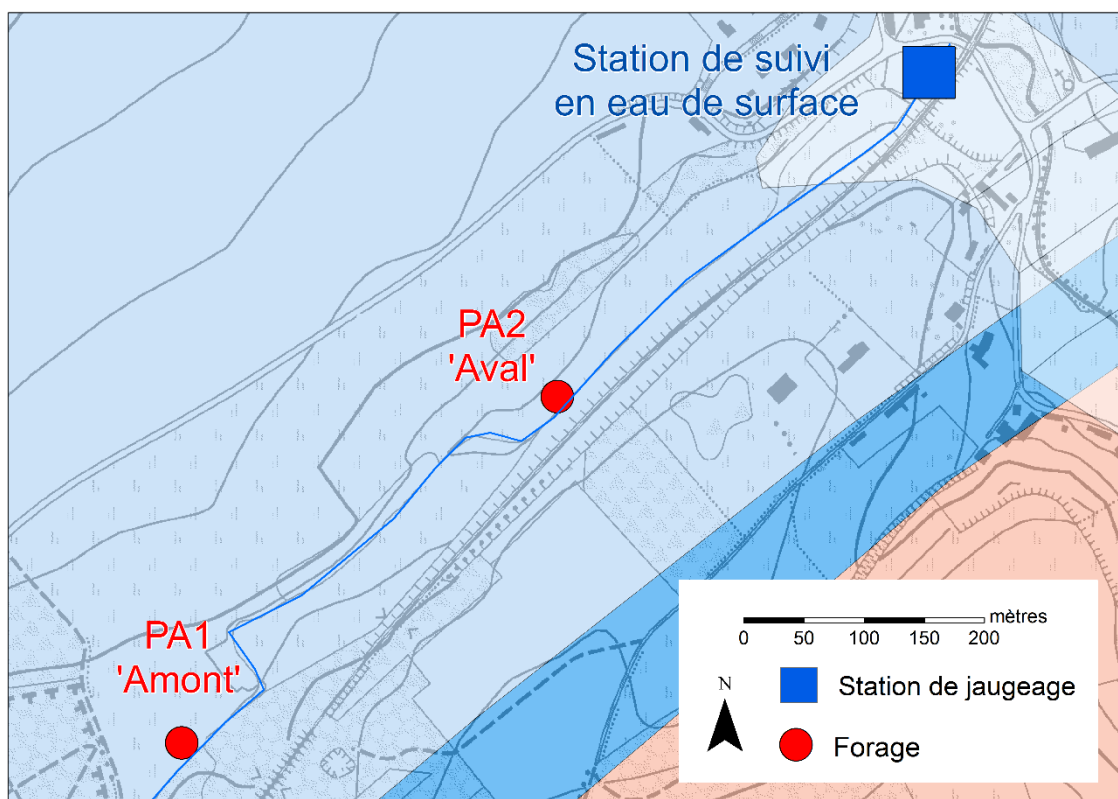 Station de suivi
en eau de surface
PA2
'Aval'
PA1
'Amont'
mètres
0 50 100 150 200
N
Station de jaugeage
Forage